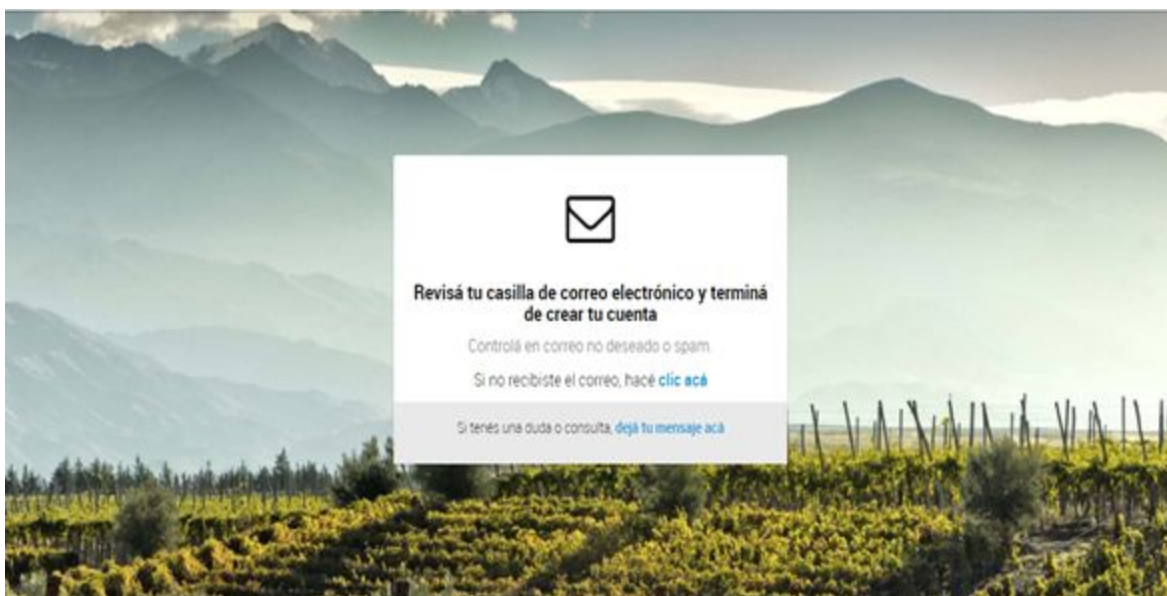 Revisá tu casilla de correo electrónico y terminá
de crear tu cuenta
Controlá en correo no deseado o spam.
Si no recibiste el correo, hacé clic acá
Si tenés una duda o consulta, dejá tu mensaje acá